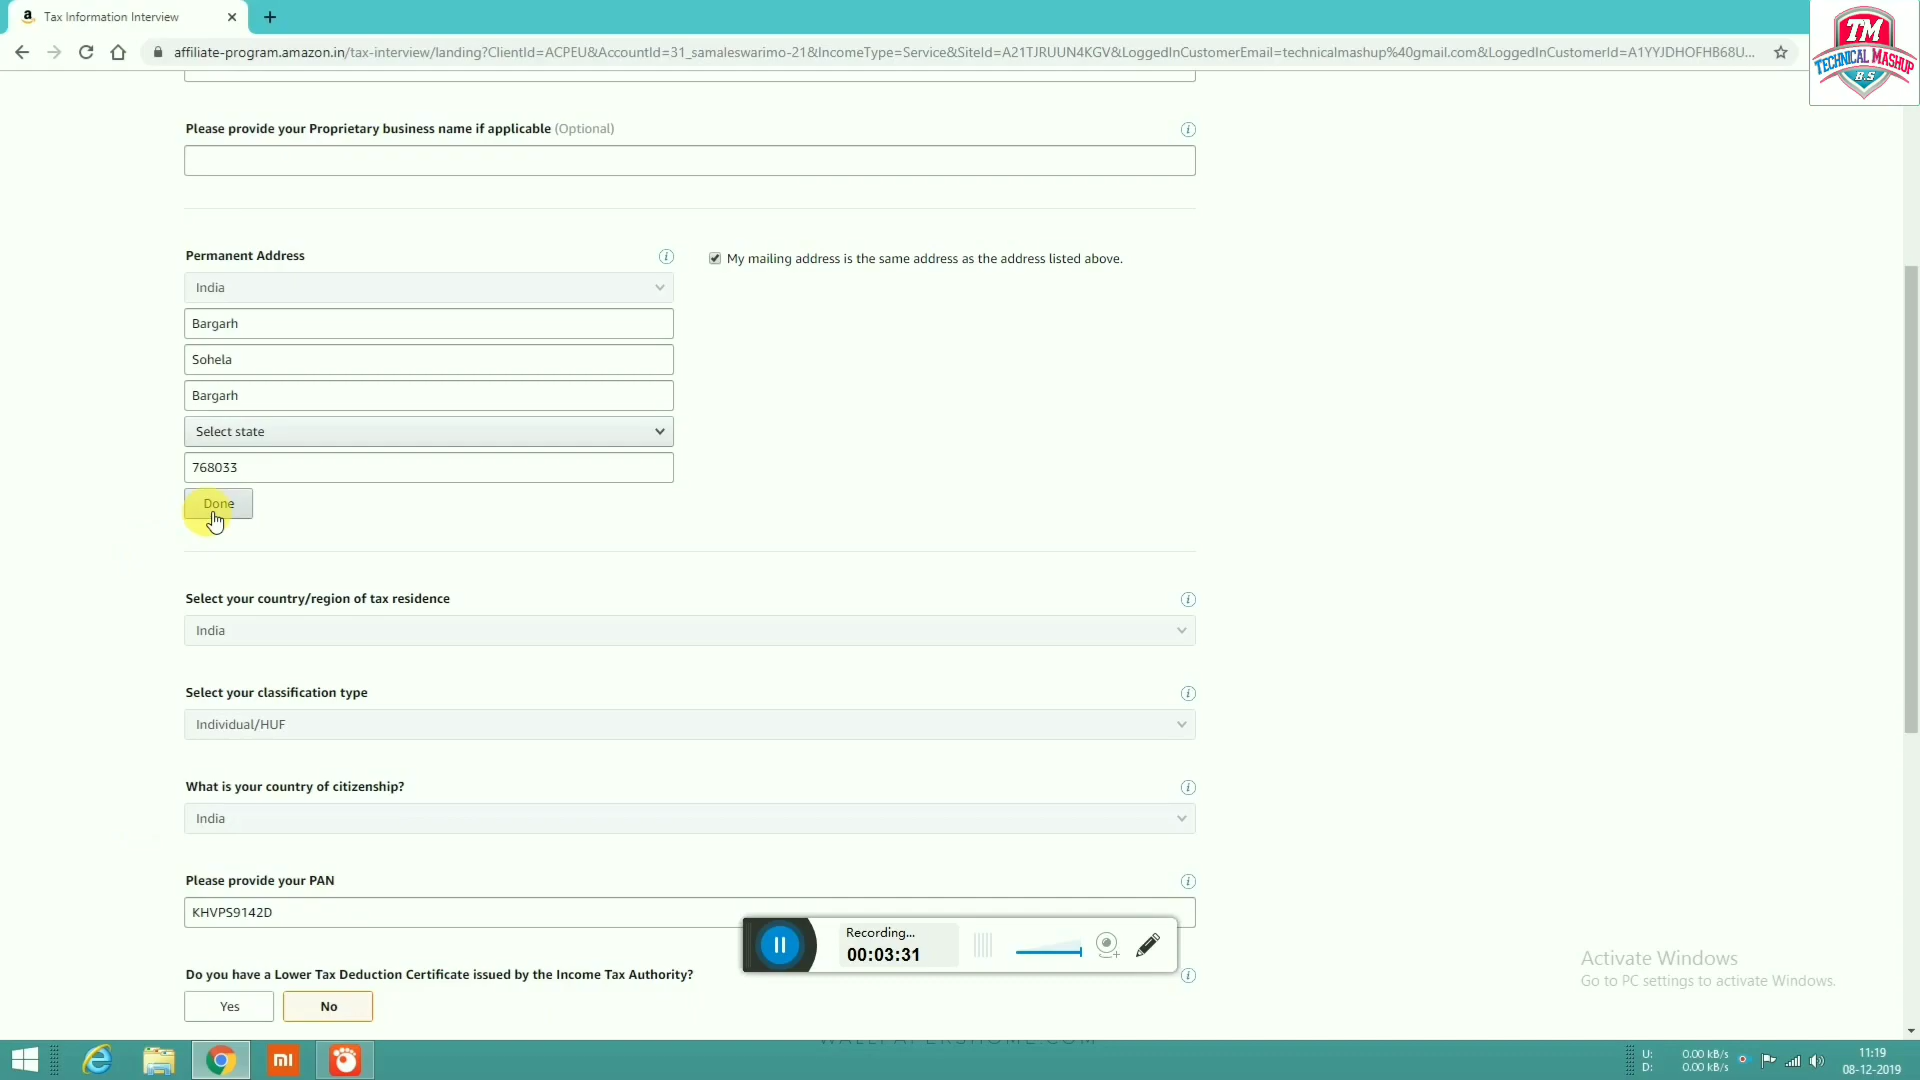 Tax Information Interview
affiliate-program.amazon.in/tax-interview/landing?ClientId=ACPEU&AccountId=31_samaleswarimo-21&IncomeType=Service&SiteId=A21TJRUUN4KGV&LoggedInCustomerEmail=technicalmashup%40gmail.com&LoggedInCustomerId=A1YYJDHOFHB68U...
TM
TECHNICAL MASHUP
B.S
Please provide your Proprietary business name if applicable (Optional)
Permanent Address
My mailing address is the same address as the address listed above.
India
Bargarh
Sohela
Bargarh
Select state
768033
Done
Select your country/region of tax residence
India
Select your classification type
Individual/HUF
What is your country of citizenship?
India
Please provide your PAN
KHVPS9142D
Recording...
00:03:31
Do you have a Lower Tax Deduction Certificate issued by the Income Tax Authority?
Yes
No
Activate Windows
Go to PC settings to activate Windows.
WALLPAPERSHOME.COM
U: 0.00 kB/s
D: 0.00 kB/s
11:19
08-12-2019